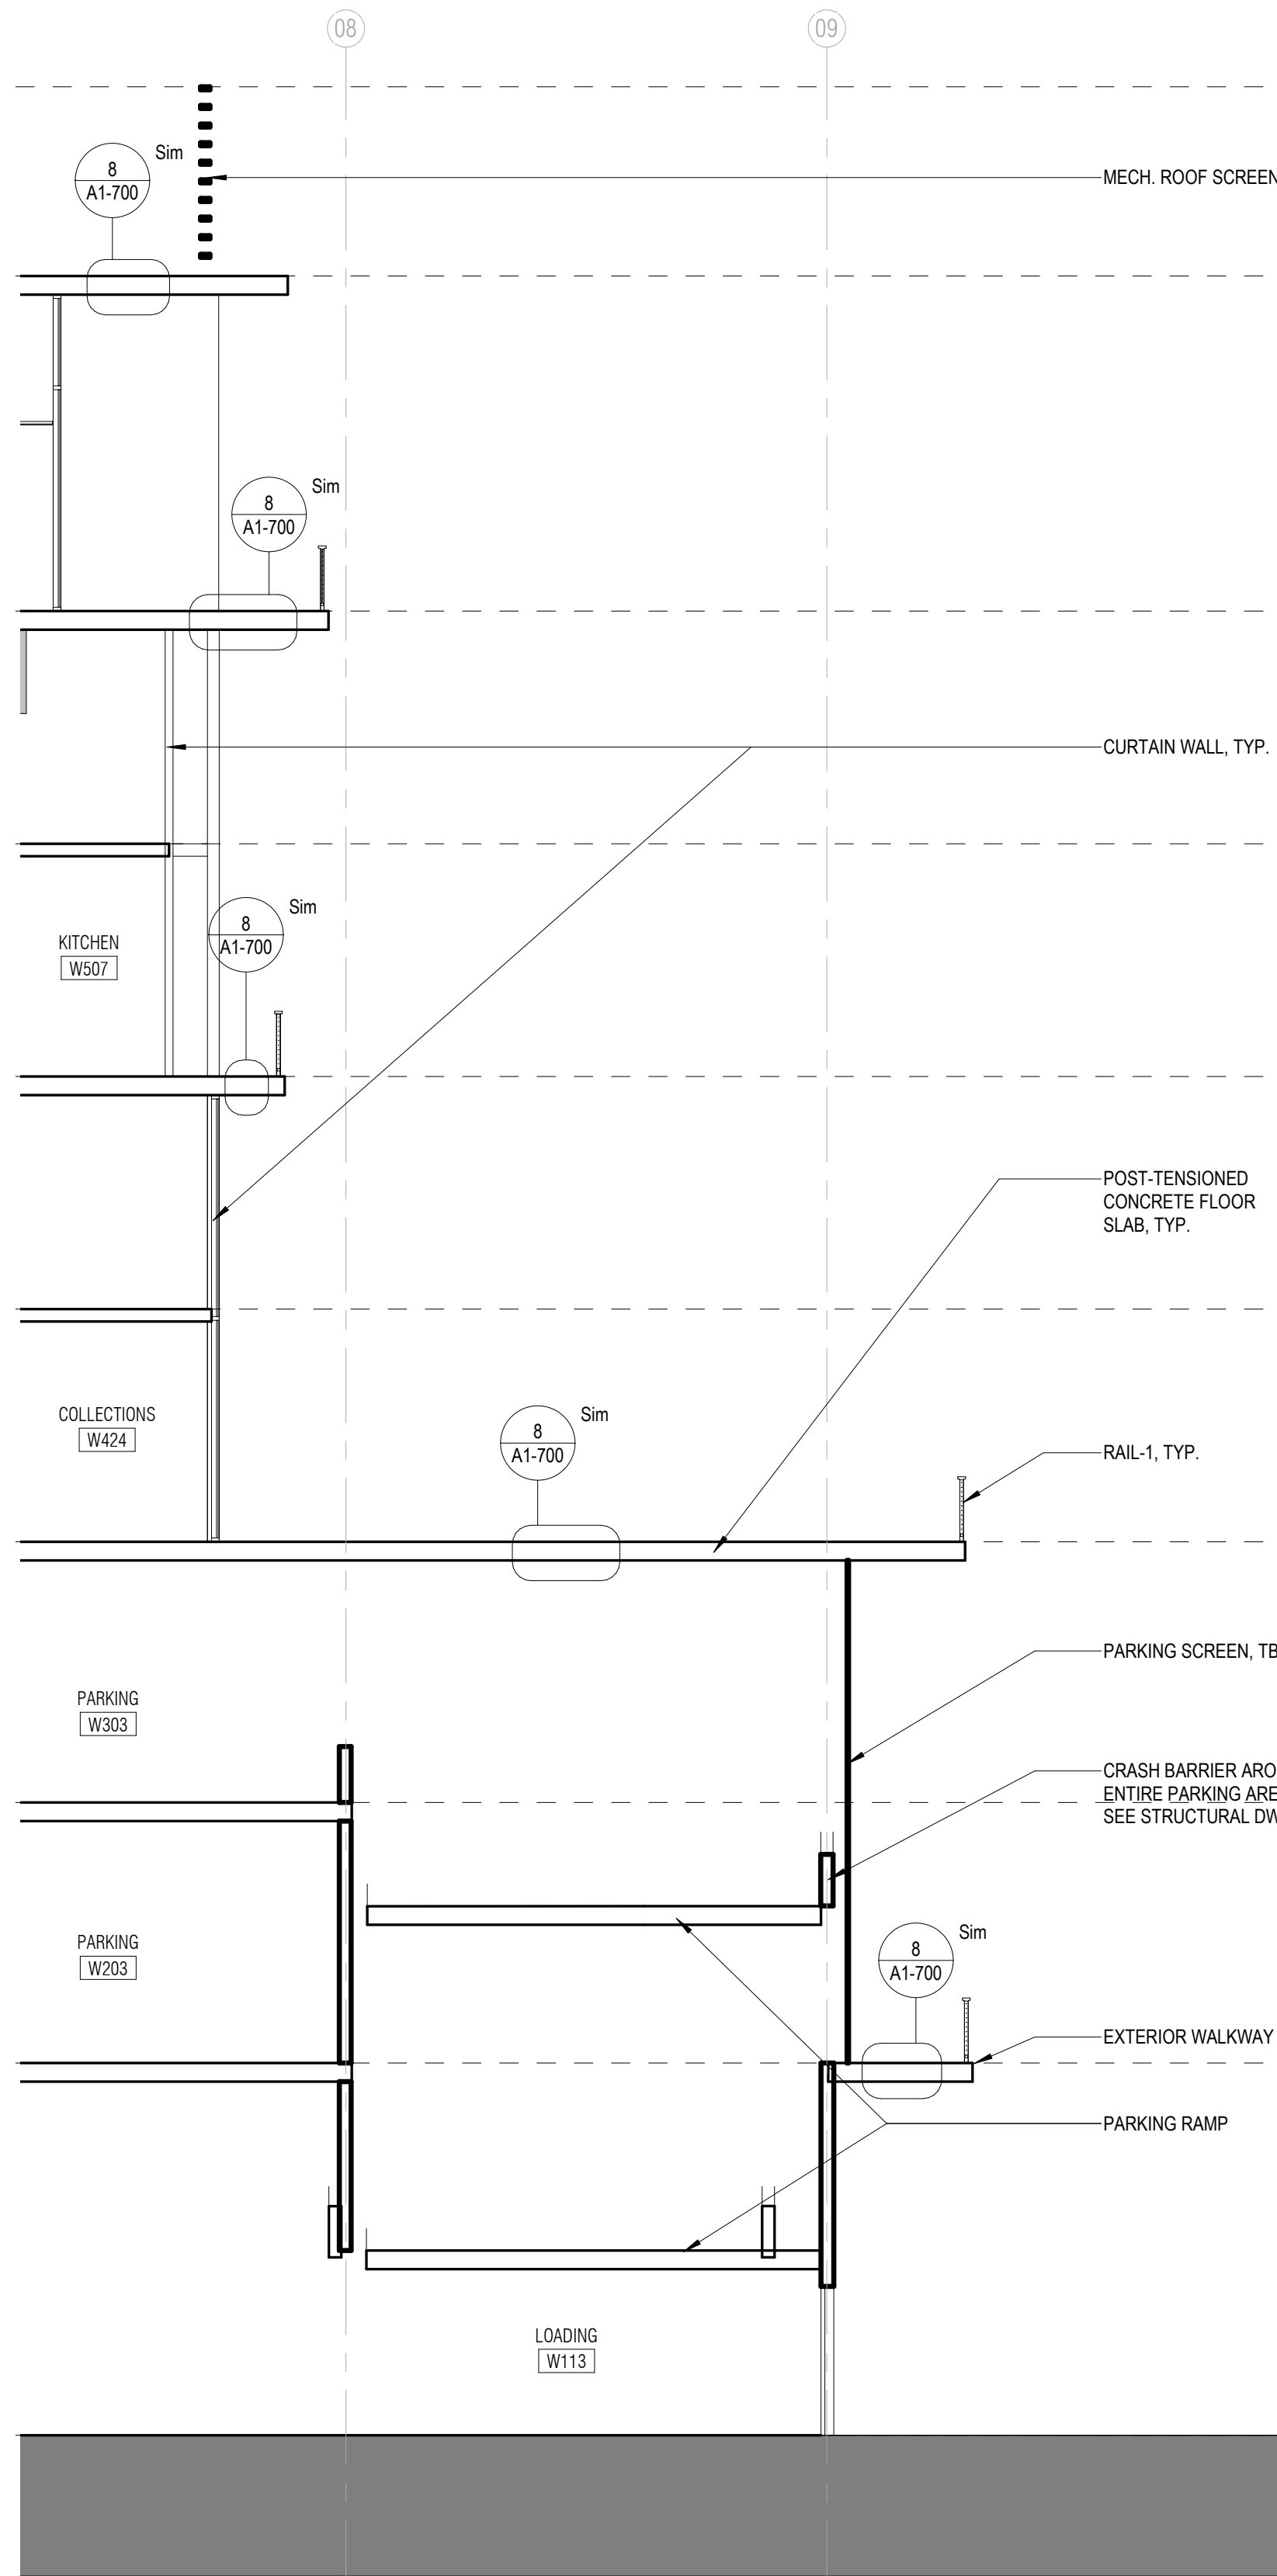 08
09
Sim
8
A1-700
MECH. ROOF SCREEN
Sim
8
A1-700
CURTAIN WALL, TYP.
Sim
8
A1-700
KITCHEN
W507
POST-TENSIONED
CONCRETE FLOOR
SLAB, TYP.
Sim
8
A1-700
COLLECTIONS
W424
RAIL-1, TYP.
PARKING SCREEN, TB
PARKING
W303
CRASH BARRIER ARO
ENTIRE PARKING ARE
SEE STRUCTURAL DW
Sim
8
A1-700
PARKING
W203
EXTERIOR WALKWAY
PARKING RAMP
LOADING
W113